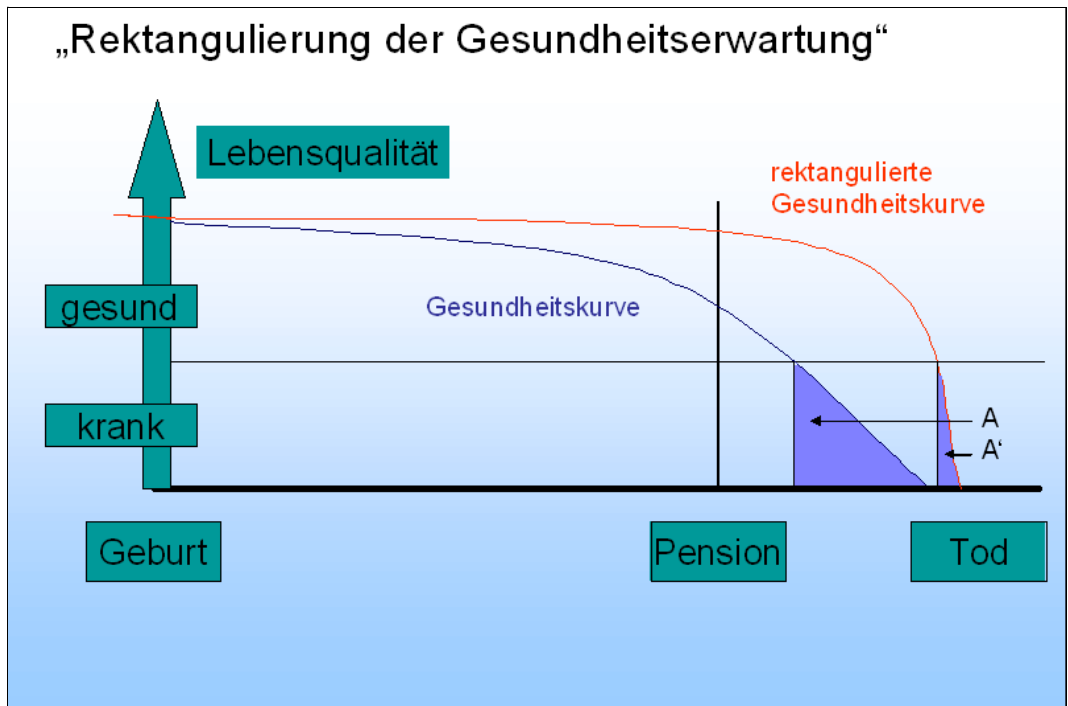 „Rektangulierung der Gesundheitserwartung“
Lebensqualität
rektangulierte
Gesundheitskurve
gesund
Gesundheitskurve
krank
A
A‘
Geburt
Pension
Tod